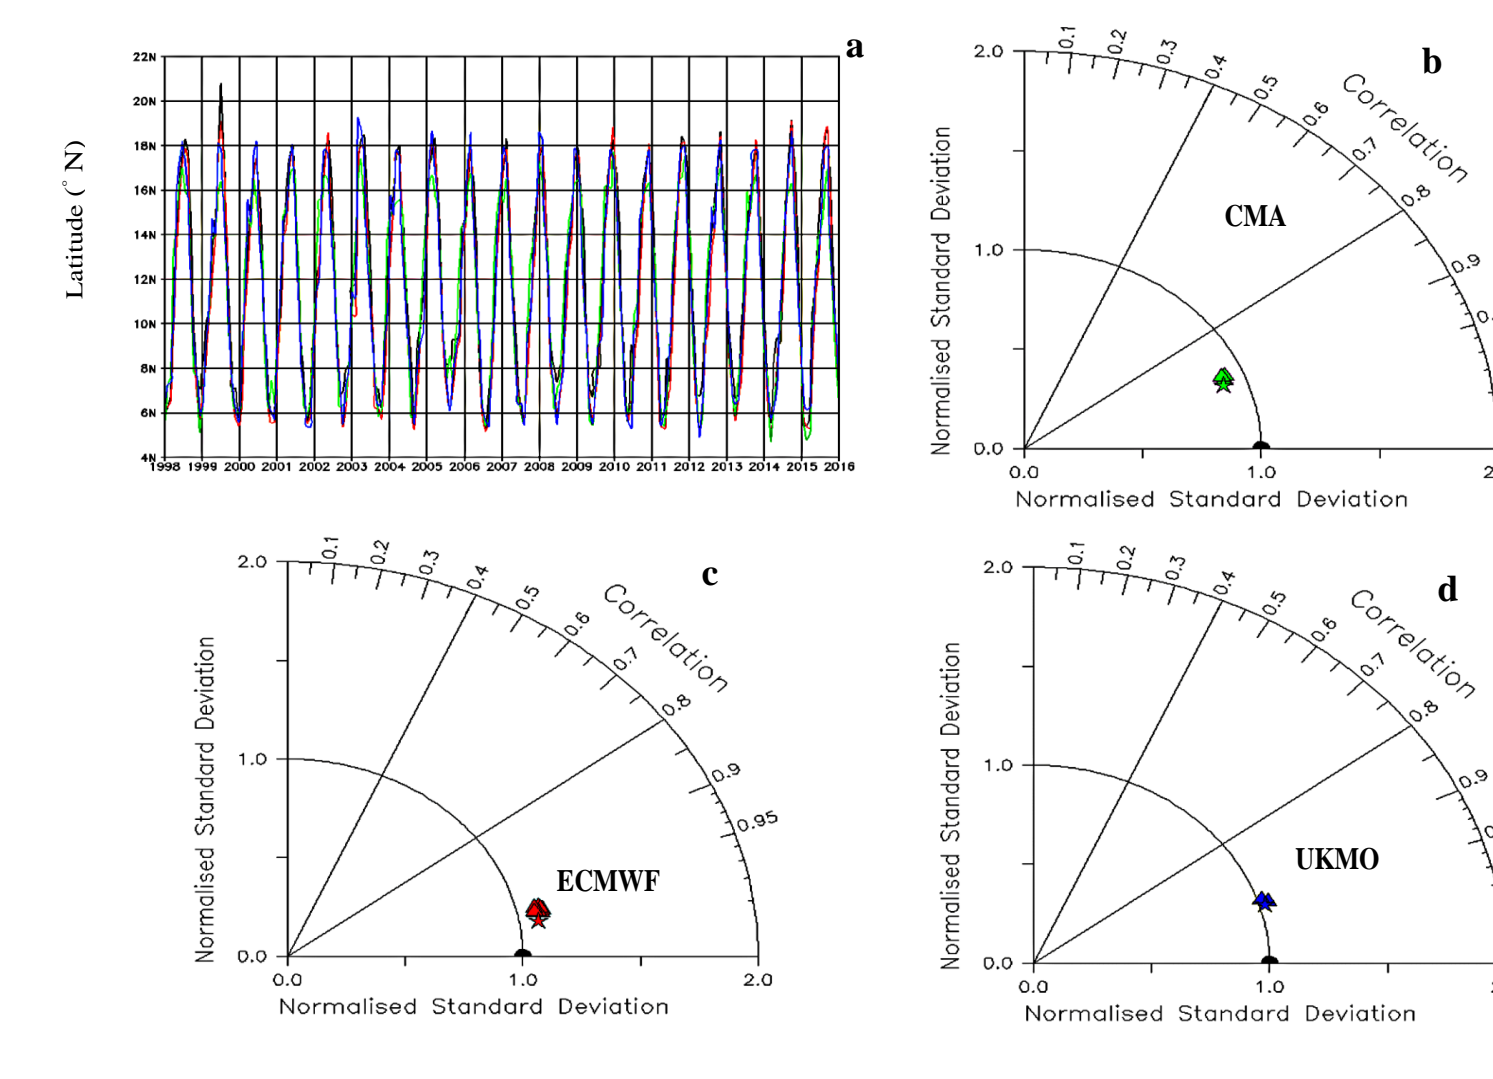 a
Latitude (° N)
22N
20N
18N
16N
14N
12N
10N
8N
6N
4N
1998 1999 2000 2001 2002 2003 2004 2005 2006 2007 2008 2009 2010 2011 2012 2013 2014 2015 2016
b
CMA
Correlation
0.1 0.2 0.3 0.4 0.5 0.6 0.7 0.8 0.9
Normalised Standard Deviation
2.0
1.0
0.0
0.0 1.0
Normalised Standard Deviation
c
ECMWF
Correlation
0.1 0.2 0.3 0.4 0.5 0.6 0.7 0.8 0.9 0.95
Normalised Standard Deviation
2.0
1.0
0.0
0.0 1.0 2.0
Normalised Standard Deviation
d
UKMO
Correlation
0.1 0.2 0.3 0.4 0.5 0.6 0.7 0.8 0.9
Normalised Standard Deviation
2.0
1.0
0.0
0.0 1.0
Normalised Standard Deviation